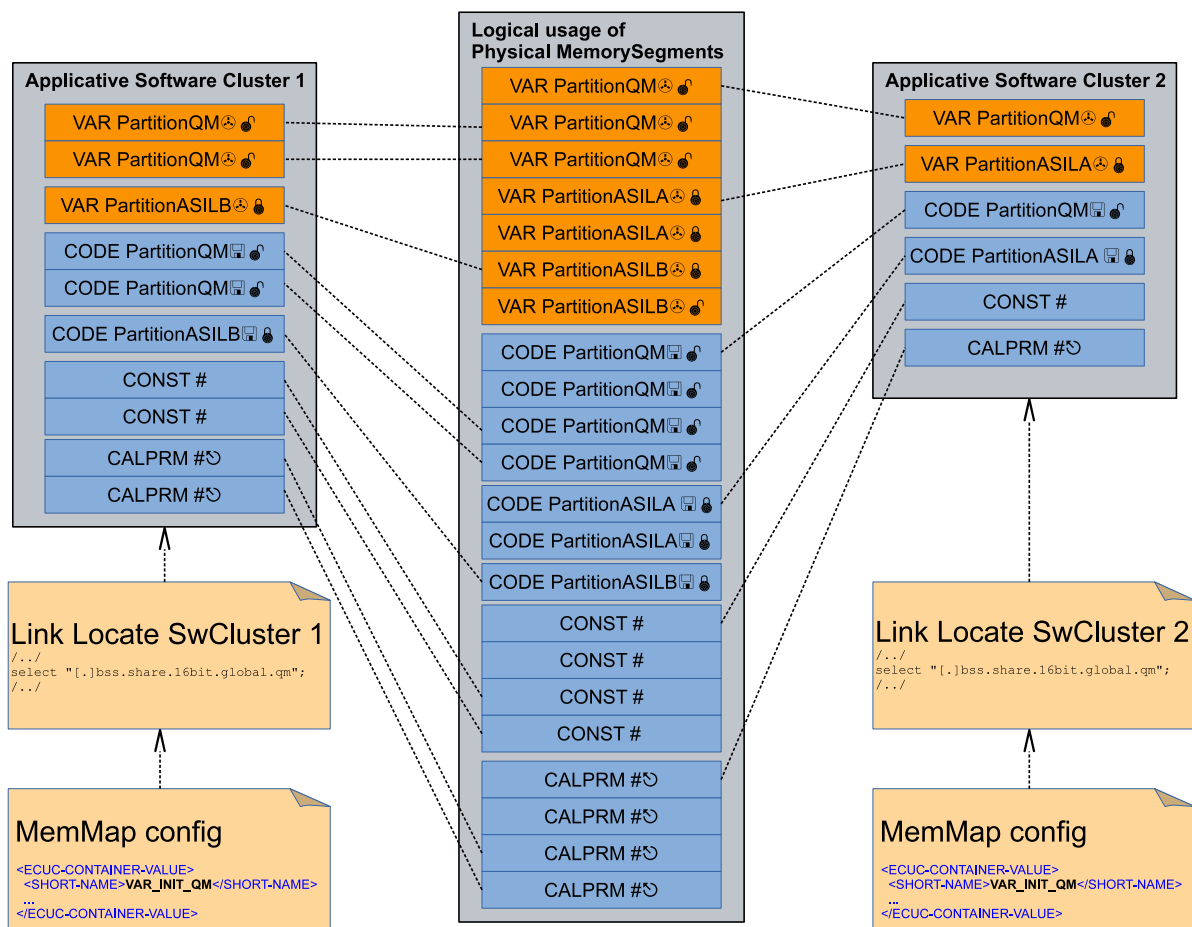 Applicative Software Cluster 1
VAR PartitionQM
VAR PartitionQM
VAR PartitionASILB
CODE PartitionQM
CODE PartitionQM
CODE PartitionASILB
CONST #
CONST #
CALPRM #
CALPRM #
Link Locate SwCluster 1
/../
select "[.]bss.share.16bit.global.qm";
/../
MemMap config
<ECUC-CONTAINER-VALUE>
<SHORT-NAME>VAR_INIT_QM</SHORT-NAME>
...
</ECUC-CONTAINER-VALUE>
Logical usage of
Physical MemorySegments
VAR PartitionQM
VAR PartitionQM
VAR PartitionQM
VAR PartitionASILA
VAR PartitionASILA
VAR PartitionASILB
VAR PartitionASILB
CODE PartitionQM
CODE PartitionQM
CODE PartitionQM
CODE PartitionQM
CODE PartitionASILA
CODE PartitionASILA
CODE PartitionASILB
CONST #
CONST #
CONST #
CONST #
CALPRM #
CALPRM #
CALPRM #
CALPRM #
Applicative Software Cluster 2
VAR PartitionQM
VAR PartitionASILA
CODE PartitionQM
CODE PartitionASILA
CONST #
CALPRM #
Link Locate SwCluster 2
/../
select "[.]bss.share.16bit.global.qm";
/../
MemMap config
<ECUC-CONTAINER-VALUE>
<SHORT-NAME>VAR_INIT_QM</SHORT-NAME>
...
</ECUC-CONTAINER-VALUE>